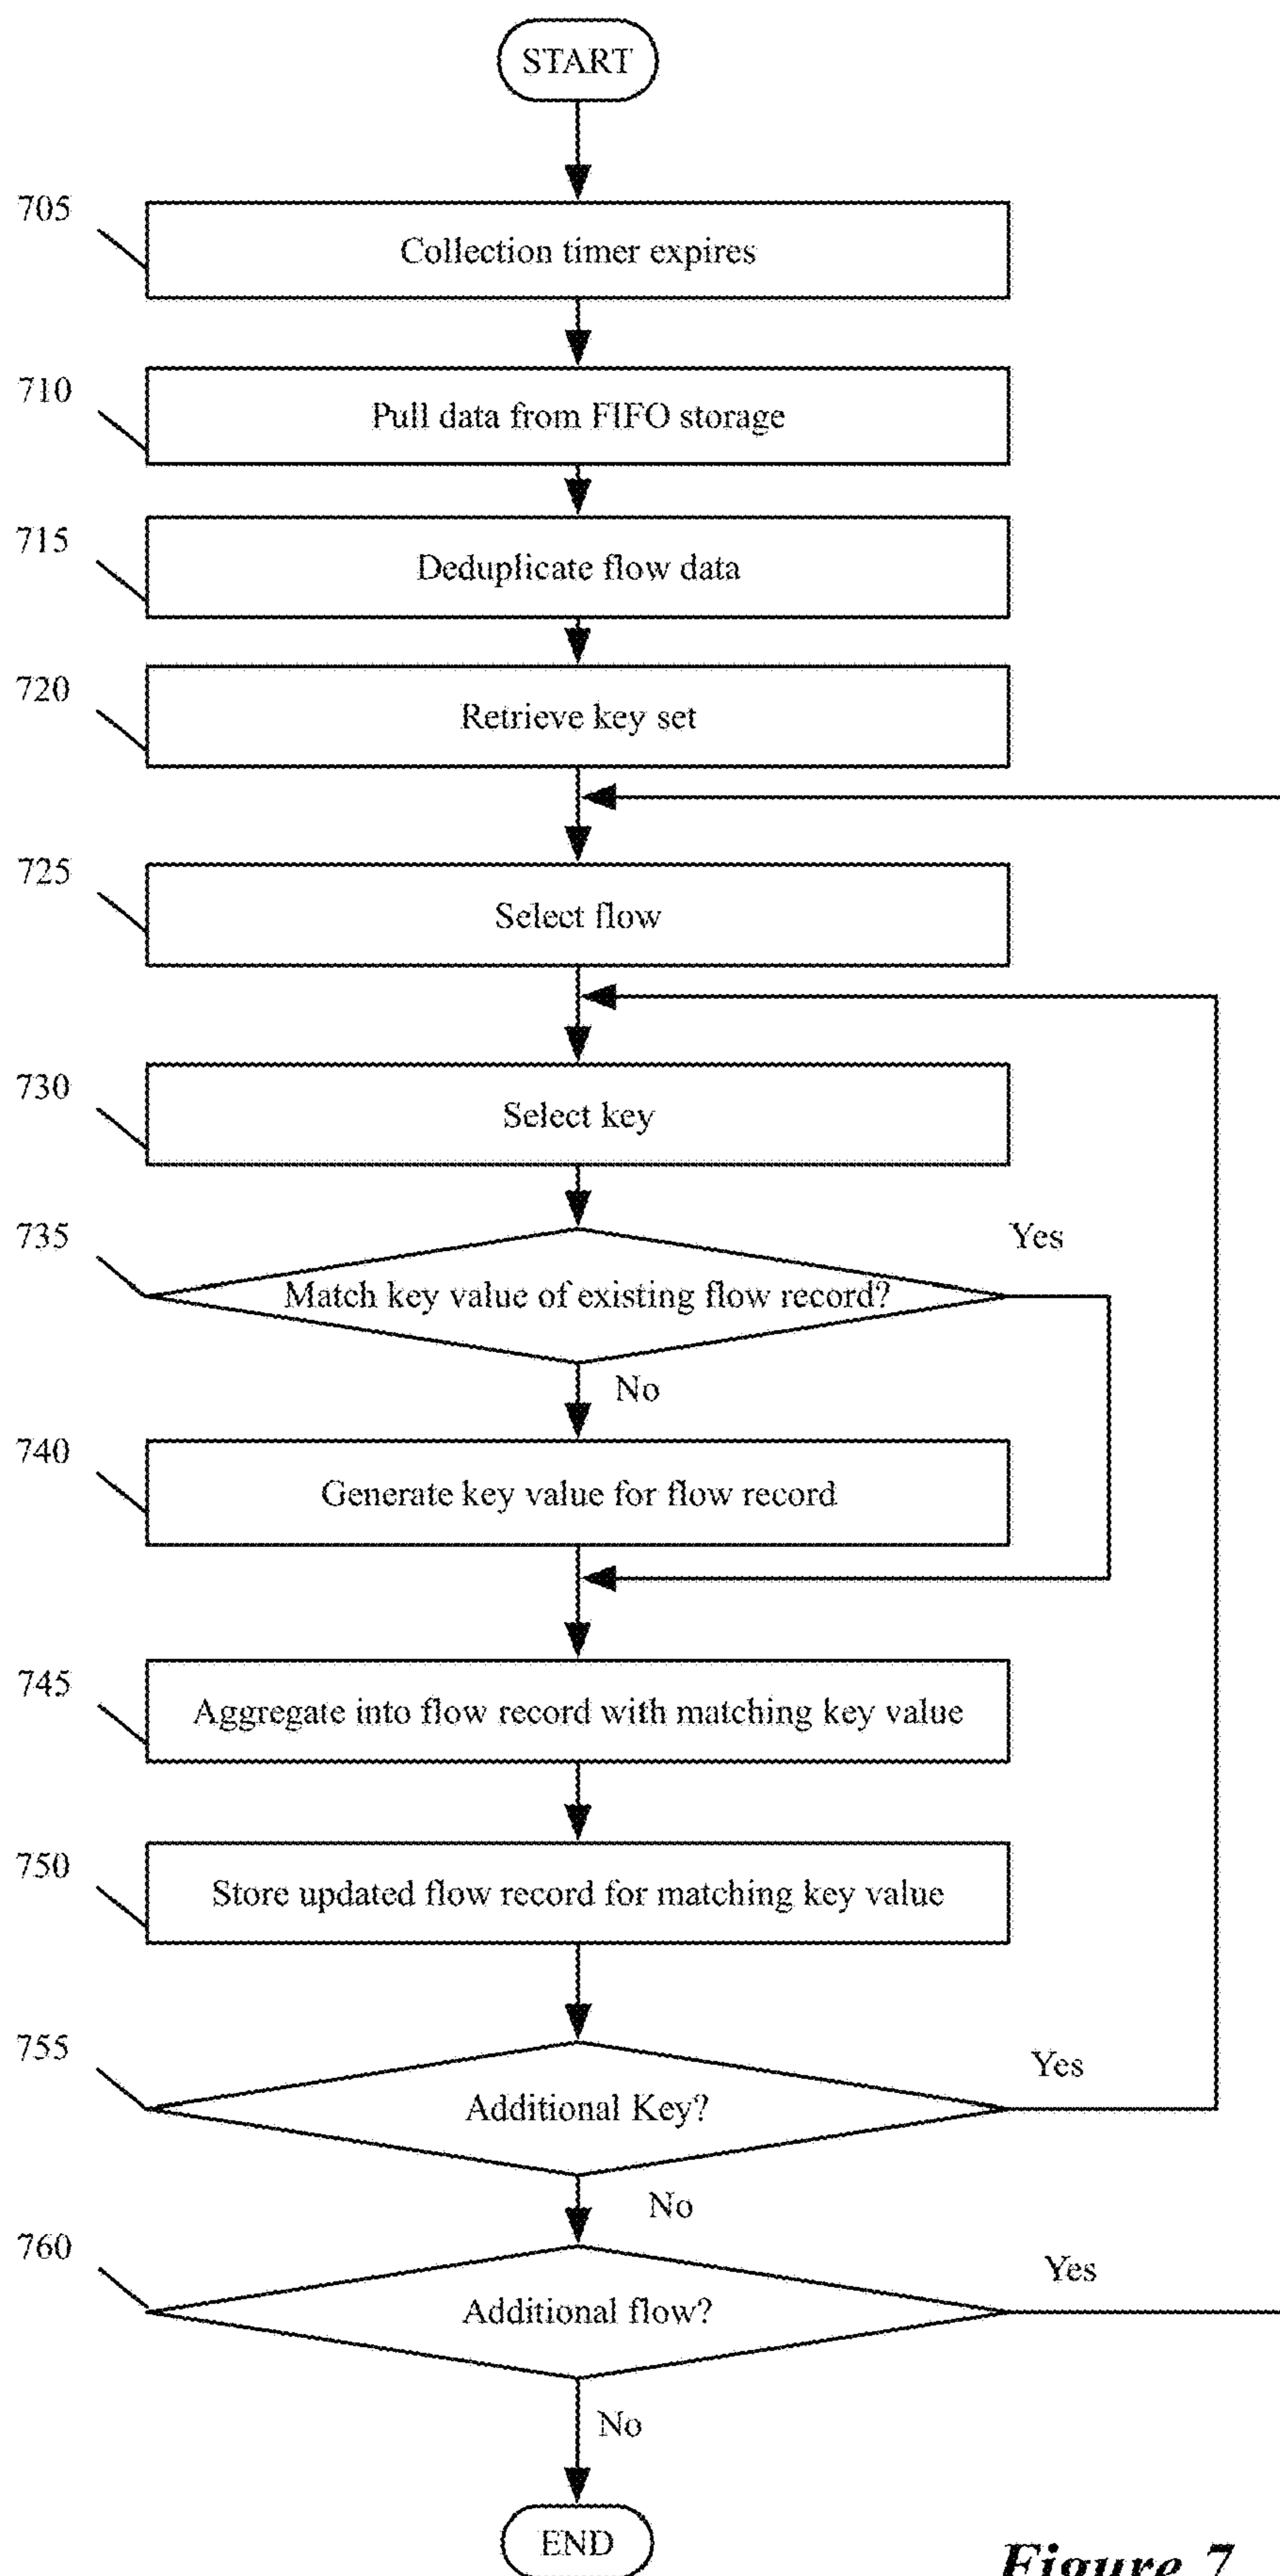 START
705
Collection timer expires
710
Pull data from FIFO storage
715
Deduplicate flow data
720
Retrieve key set
725
Select flow
730
Select key
735
Yes
Match key value of existing flow record?
No
740
Generate key value for flow record
745
Aggregate into flow record with matching key value
750
Store updated flow record for matching key value
755
Yes
Additional Key?
No
760
Yes
Additional flow?
No
END
Figure 7